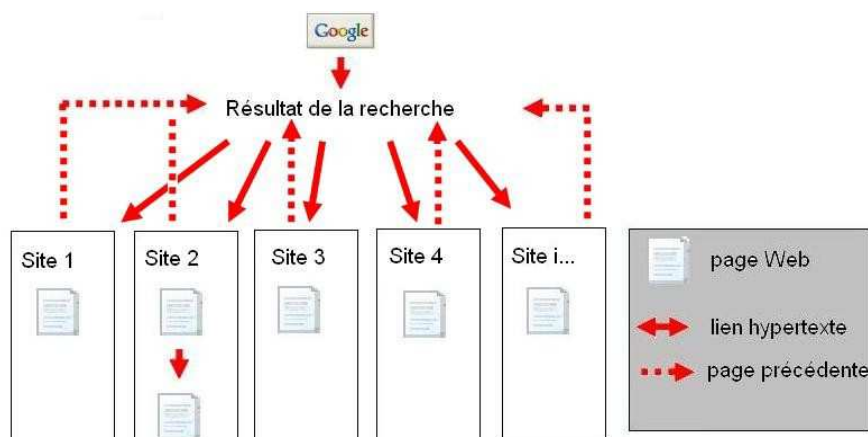 Google
Résultat de la recherche
Site 1
Site 2
Site 3
Site 4
Site i...
page Web
lien hypertexte
page précédente